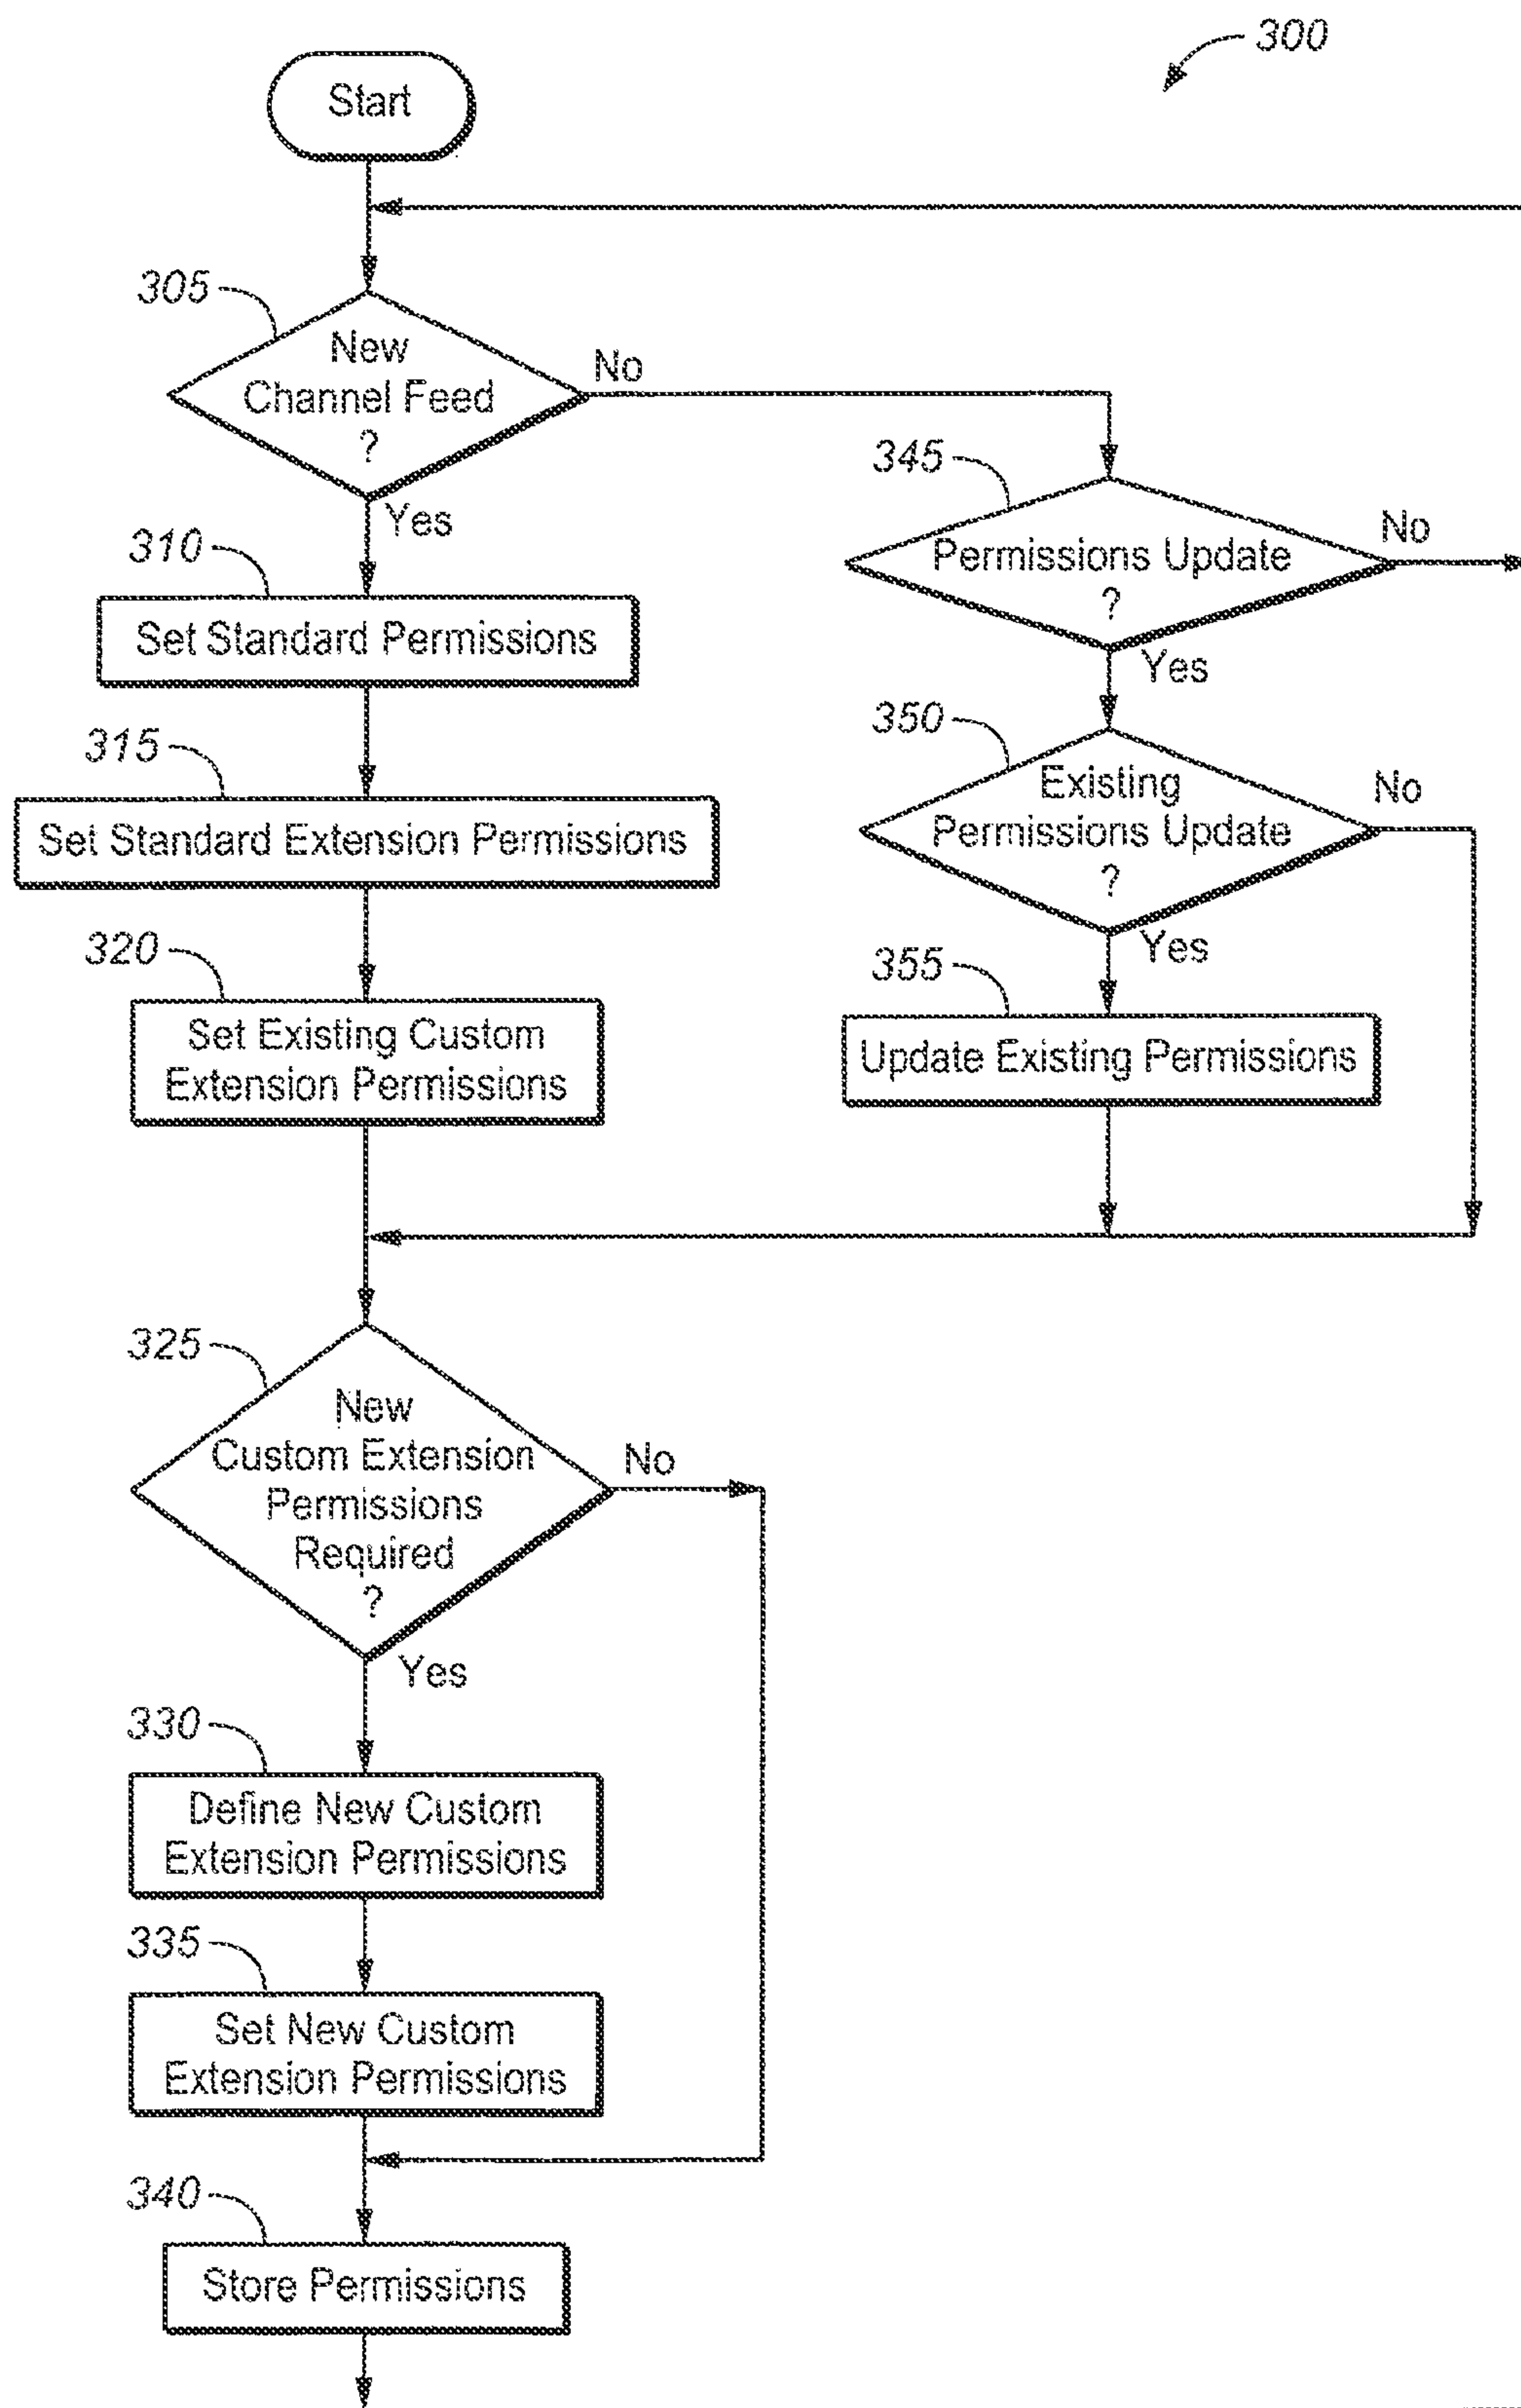 300
Start
305
New
Channel Feed
?
No
Yes
345
Permissions Update
?
No
Yes
310
Set Standard Permissions
350
Existing
Permissions Update
?
No
Yes
315
Set Standard Extension Permissions
355
Update Existing Permissions
320
Set Existing Custom
Extension Permissions
325
New
Custom Extension
Permissions
Required
?
No
Yes
330
Define New Custom
Extension Permissions
335
Set New Custom
Extension Permissions
340
Store Permissions